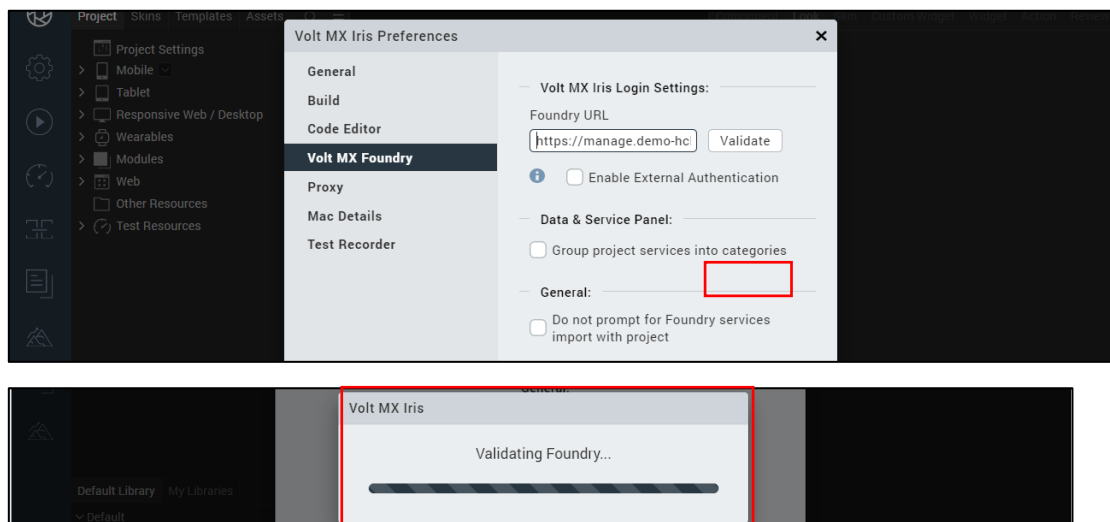 Project Skins Templates Assets
Volt MX Iris Preferences
Project Settings
Mobile
Tablet
Responsive Web / Desktop
Wearables
Modules
Web
Other Resources
Test Resources
General
Build
Code Editor
Volt MX Foundry
Proxy
Mac Details
Test Recorder
Volt MX Iris Login Settings:
Foundry URL
https://manage.demo-hcl Validate
Enable External Authentication
Data & Service Panel:
Group project services into categories
General:
Do not prompt for Foundry services
import with project
General:
Volt MX Iris
Validating Foundry...
Default Library My Libraries
Default